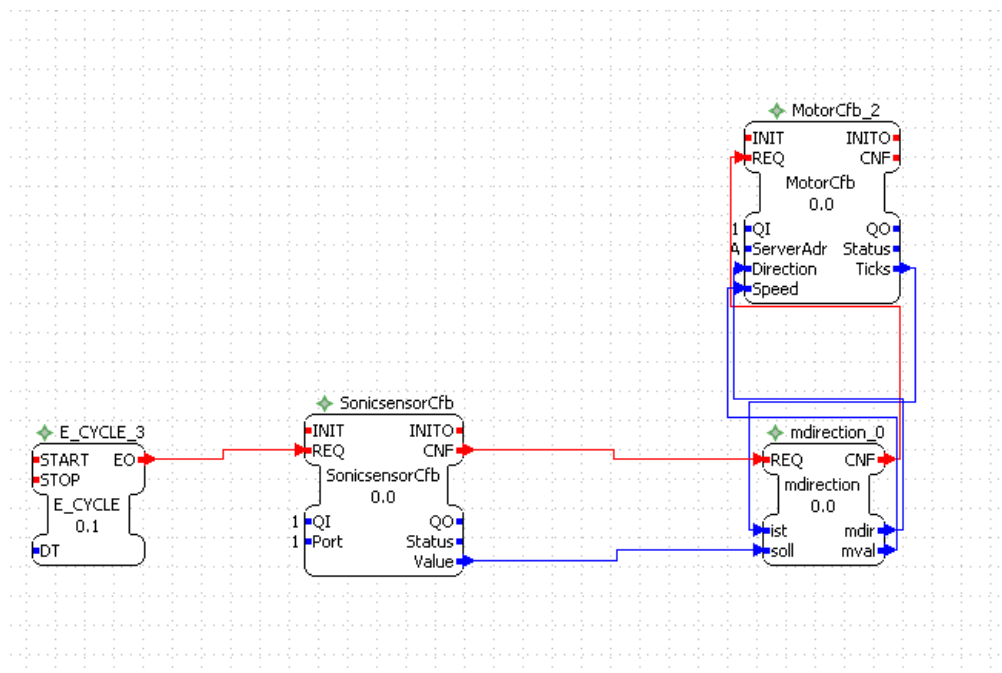 MotorCfb_2
INIT INITO
REQ CNF
MotorCfb
0.0
1 QI QO
A ServerAdr Status
Direction Ticks
Speed
SonicsensorCfb
INIT INITO
REQ CNF
SonicsensorCfb
0.0
1 QI QO
1 Port Status
Value
E_CYCLE_3
START EO
STOP
E_CYCLE
0.1
DT
mdirection_0
REQ CNF
mdirection
0.0
ist mdir
soll mval